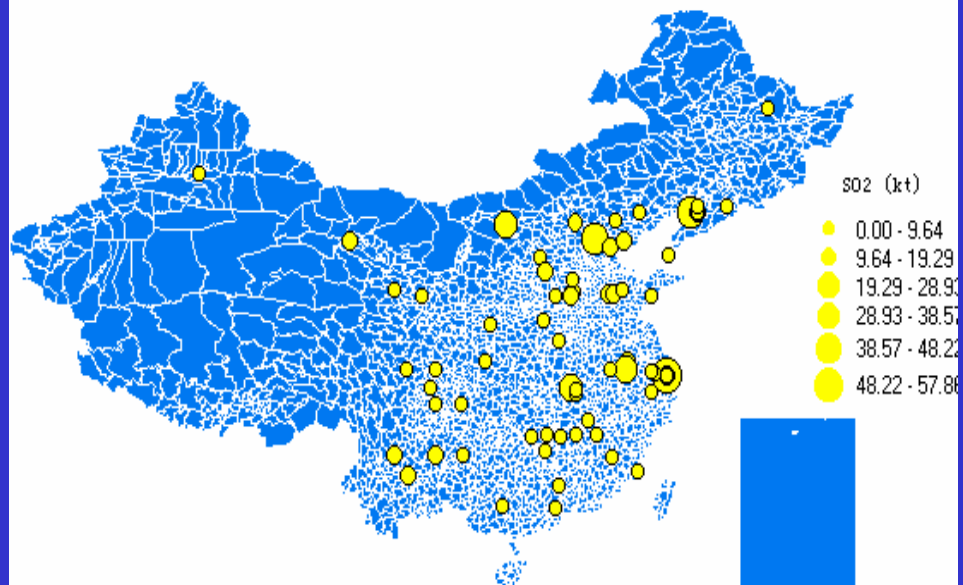 SO2 (kt)
0.00 - 9.64
9.64 - 19.29
19.29 - 28.93
28.93 - 38.57
38.57 - 48.22
48.22 - 57.86